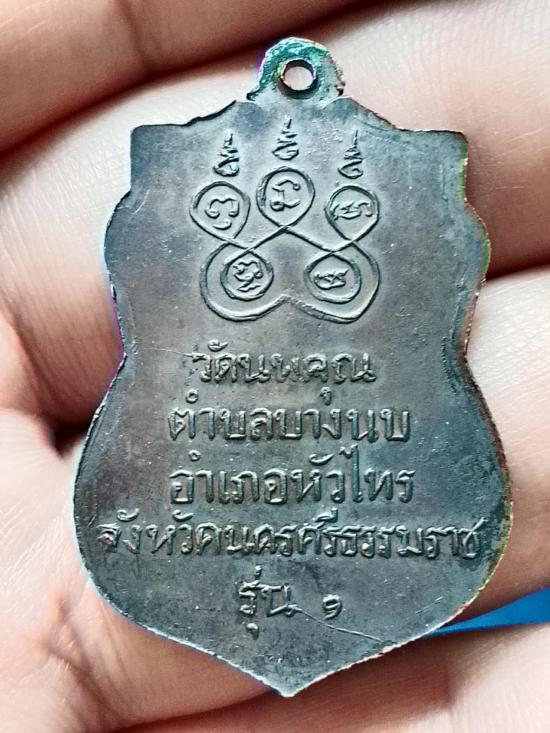 วัดนพคุณ
ตำบลบางนบ
อำเภอหัวไทร
จังหวัดนครศรีธรรมราช
รุ่น ๑